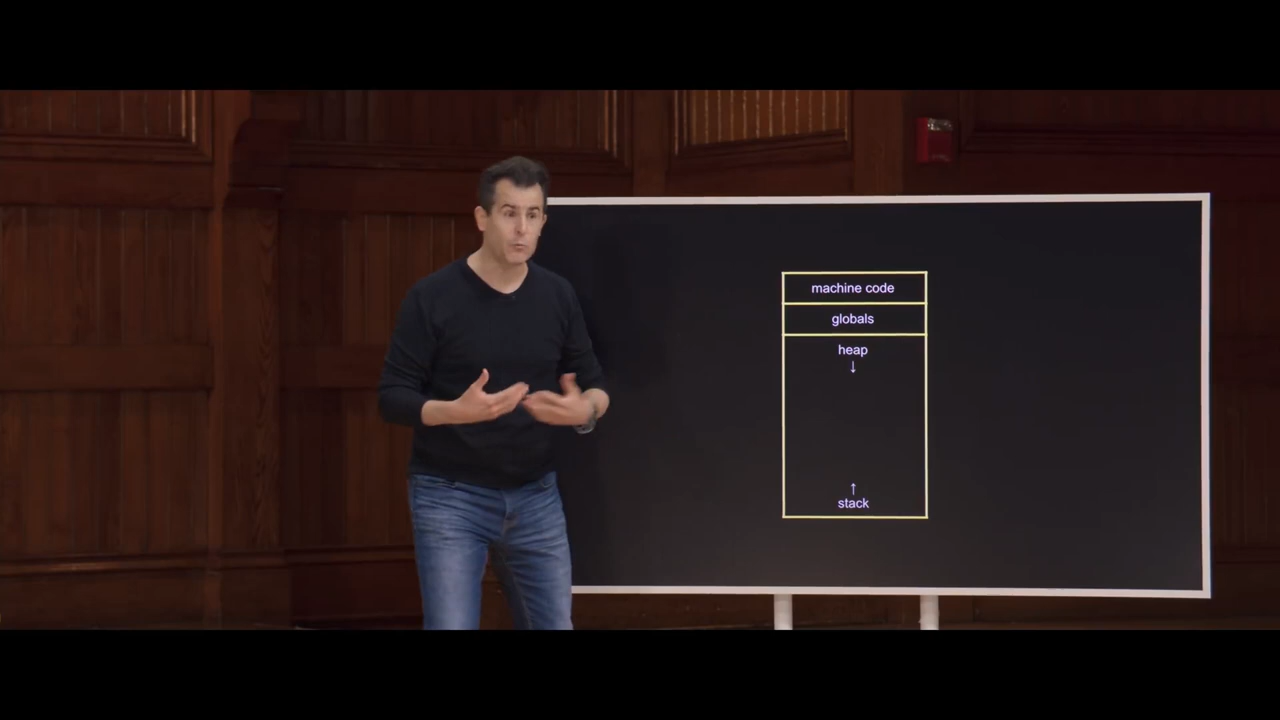 machine code
globals
heap
↓
↑
stack